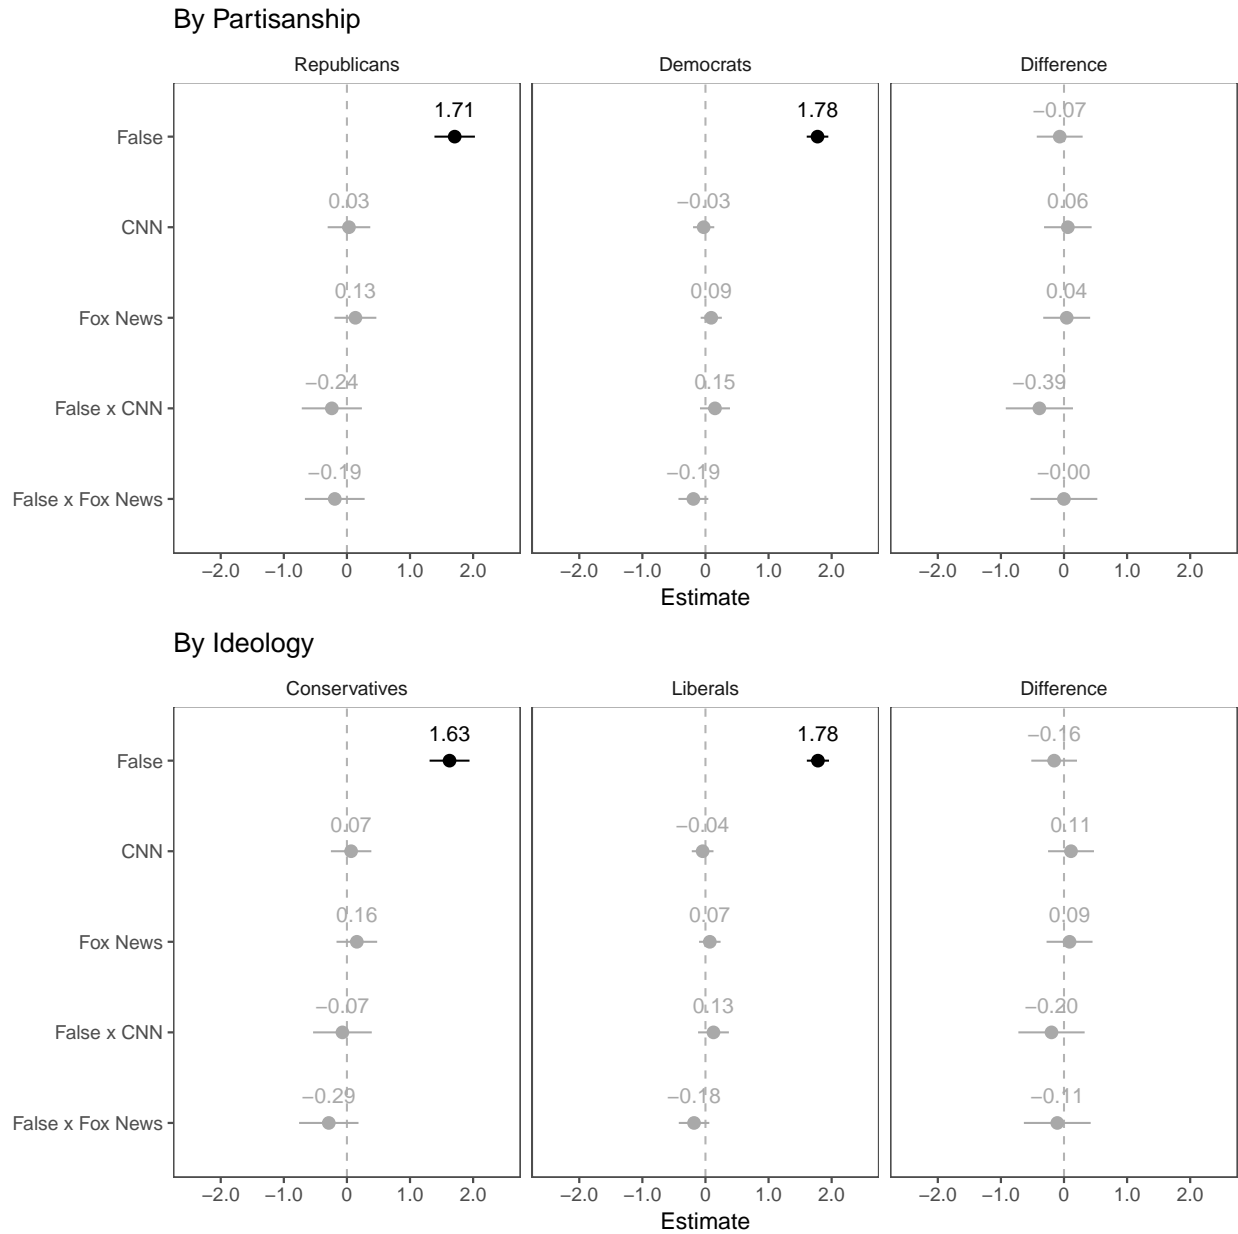 By Partisanship
Republicans Democrats Difference
False 1.71 1.78 −0.07
CNN 0.03 −0.03 0.06
Fox News 0.13 0.09 0.04
False x CNN −0.24 0.15 −0.39
False x Fox News −0.19 −0.19 −0.00
−2.0 −1.0 0 1.0 2.0 −2.0 −1.0 0 1.0 2.0 −2.0 −1.0 0 1.0 2.0
Estimate
By Ideology
Conservatives Liberals Difference
False 1.63 1.78 −0.16
CNN 0.07 −0.04 0.11
Fox News 0.16 0.07 0.09
False x CNN −0.07 0.13 −0.20
False x Fox News −0.29 −0.18 −0.11
−2.0 −1.0 0 1.0 2.0 −2.0 −1.0 0 1.0 2.0 −2.0 −1.0 0 1.0 2.0
Estimate